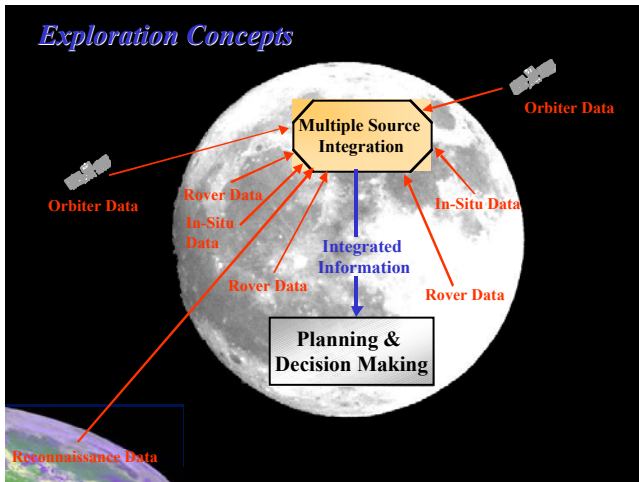 Exploration Concepts
Multiple Source
Integration
Orbiter Data
Orbiter Data
Rover Data
In-Situ
Data
In-Situ Data
Rover Data
Integrated
Information
Rover Data
Planning &
Decision Making
Reconnaissance Data